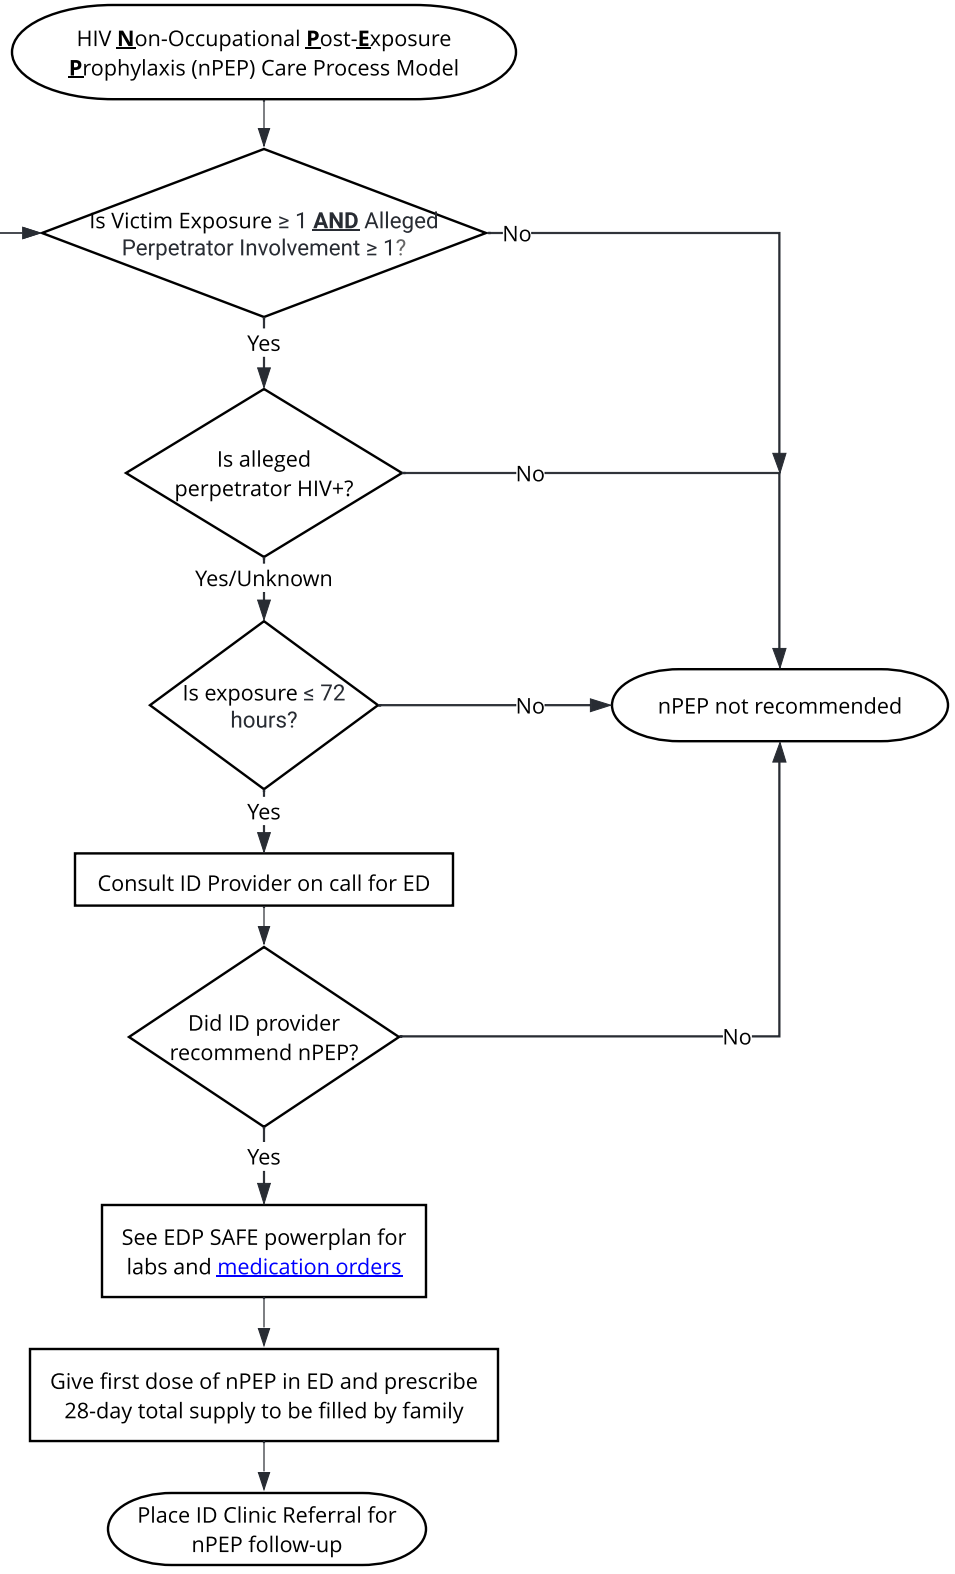 HIV Non-Occupational Post-Exposure
Prophylaxis (nPEP) Care Process Model
Is Victim Exposure ≥ 1 AND Alleged
Perpetrator Involvement ≥ 1?
No
Yes
Is alleged
perpetrator HIV+?
No
Yes/Unknown
Is exposure ≤ 72
hours?
No
nPEP not recommended
Yes
Consult ID Provider on call for ED
Did ID provider
recommend nPEP?
No
Yes
See EDP SAFE powerplan for
labs and medication orders
Give first dose of nPEP in ED and prescribe
28-day total supply to be filled by family
Place ID Clinic Referral for
nPEP follow-up